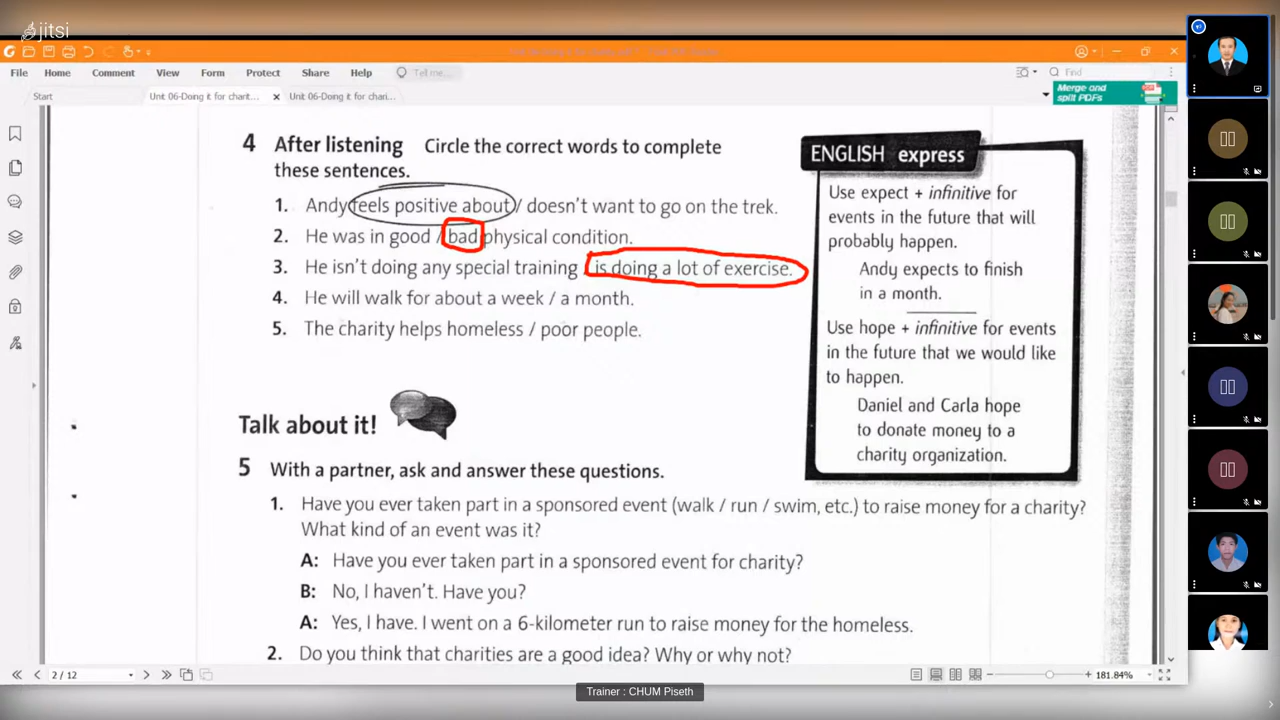 jitsi
File Home Comment View Form Protect Share Help Tell me... Find
Start Unit 06-Doing it for charit... Unit 06-Doing it for chari... Merge and split PDFs
4 After listening Circle the correct words to complete
these sentences.
1. Andy feels positive about / doesn't want to go on the trek.
2. He was in good / bad physical condition.
3. He isn't doing any special training / is doing a lot of exercise.
4. He will walk for about a week / a month.
5. The charity helps homeless / poor people.
ENGLISH express
Use expect + infinitive for
events in the future that will
probably happen.
Andy expects to finish
in a month.
Use hope + infinitive for events
in the future that we would like
to happen.
Daniel and Carla hope
to donate money to a
charity organization.
Talk about it!
5 With a partner, ask and answer these questions.
1. Have you ever taken part in a sponsored event (walk / run / swim, etc.) to raise money for a charity?
What kind of an event was it?
A: Have you ever taken part in a sponsored event for charity?
B: No, I haven't. Have you?
A: Yes, I have. I went on a 6-kilometer run to raise money for the homeless.
2. Do you think that charities are a good idea? Why or why not?
2 / 12 181.84%
Trainer : CHUM Piseth